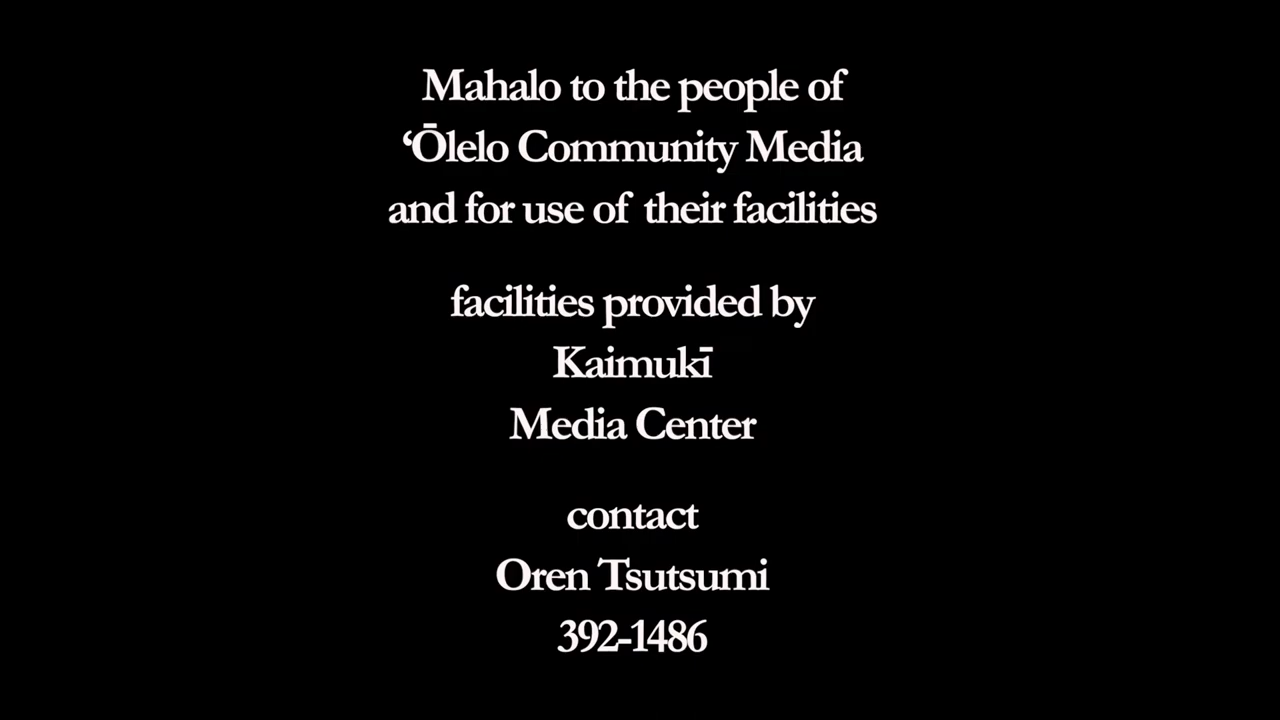 Mahalo to the people of
‘Ōlelo Community Media
and for use of their facilities
facilities provided by
Kaimukī
Media Center
contact
Oren Tsutsumi
392-1486